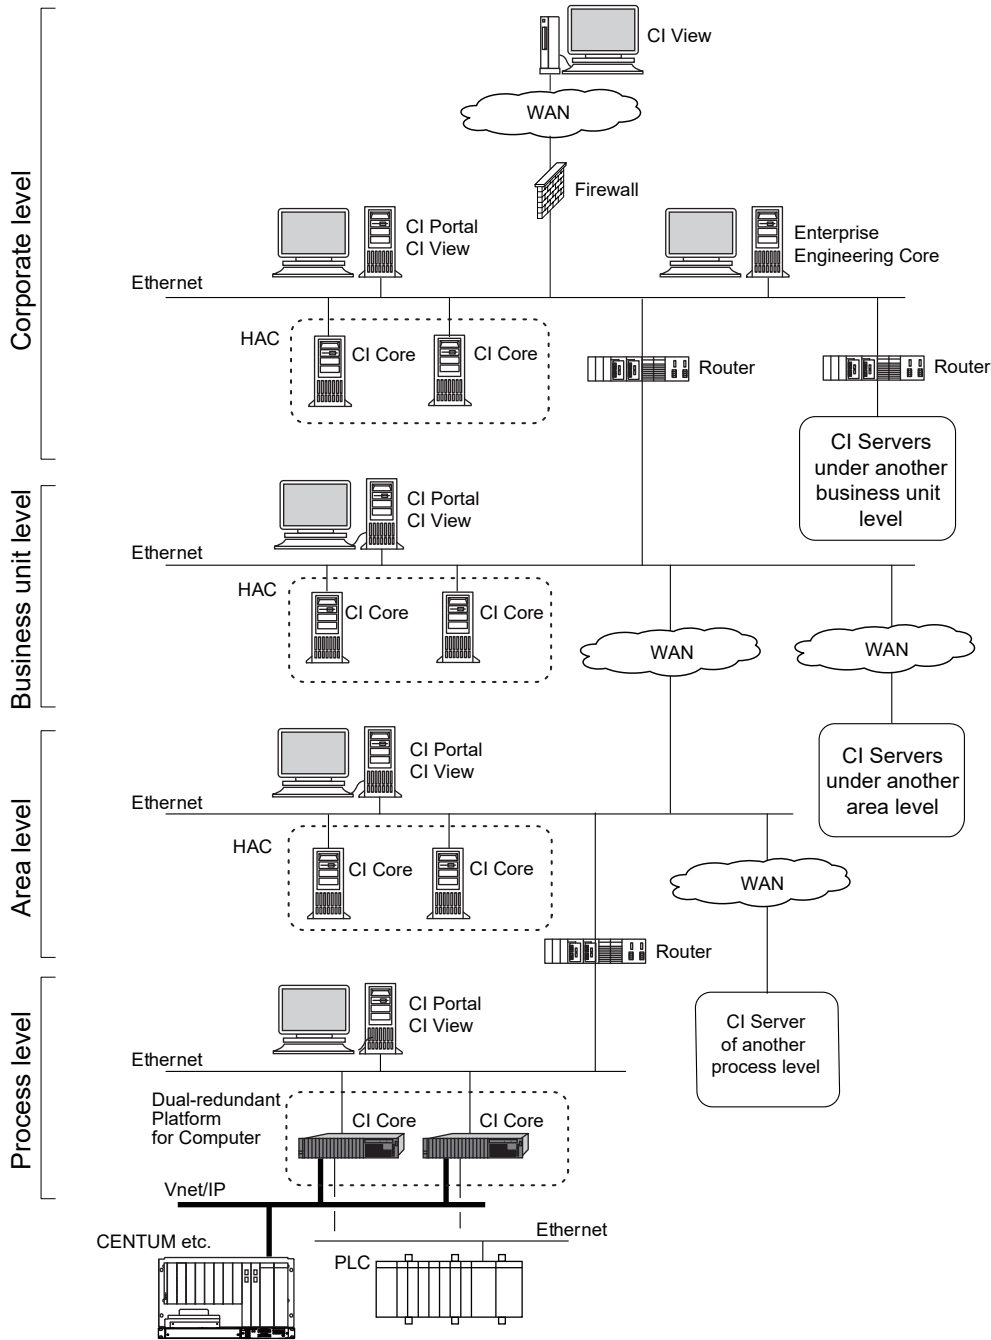 CI View
WAN
Firewall
Corporate level
CI Portal
CI View
Enterprise
Engineering Core
Ethernet
HAC
CI Core
CI Core
Router
Router
CI Servers
under another
business unit
level
Business unit level
CI Portal
CI View
Ethernet
HAC
CI Core
CI Core
WAN
WAN
CI Servers
under another
area level
Area level
CI Portal
CI View
Ethernet
HAC
CI Core
CI Core
WAN
Router
Process level
CI Portal
CI View
CI Server
of another
process level
Ethernet
Dual-redundant
Platform
for Computer
CI Core
CI Core
Vnet/IP
Ethernet
CENTUM etc.
PLC